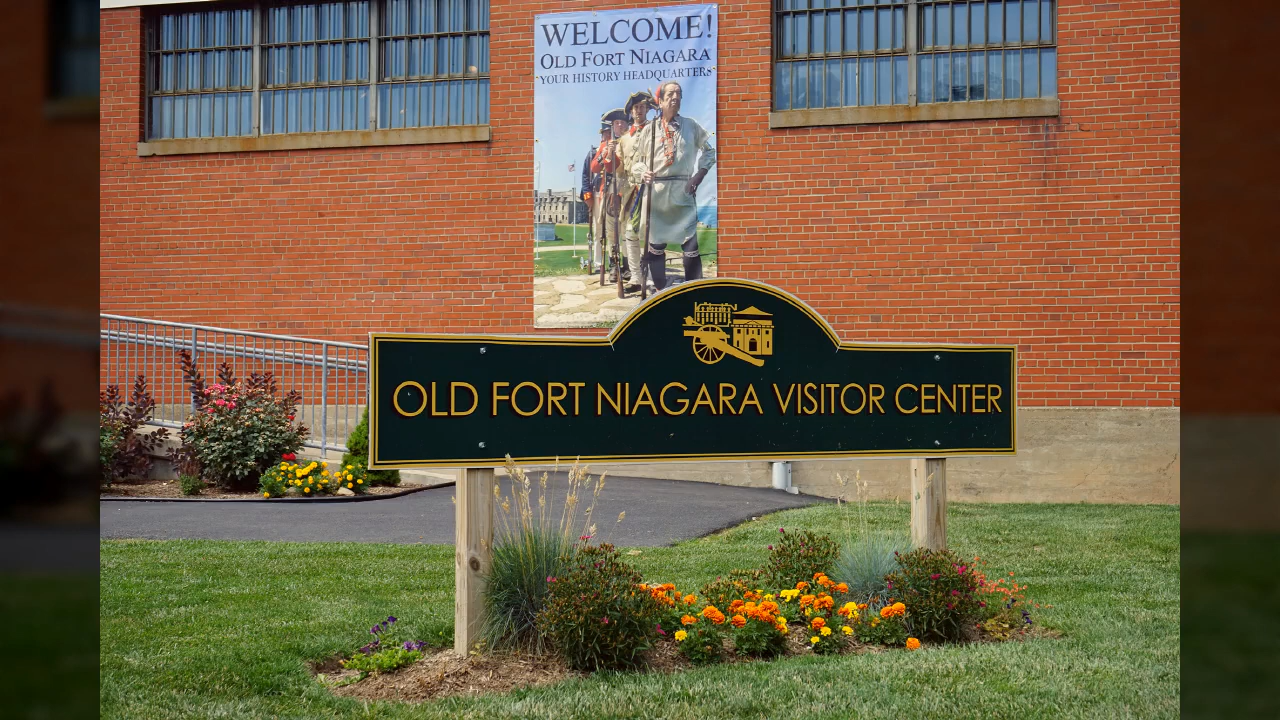 WELCOME!
OLD FORT NIAGARA
YOUR HISTORY HEADQUARTERS
OLD FORT NIAGARA VISITOR CENTER